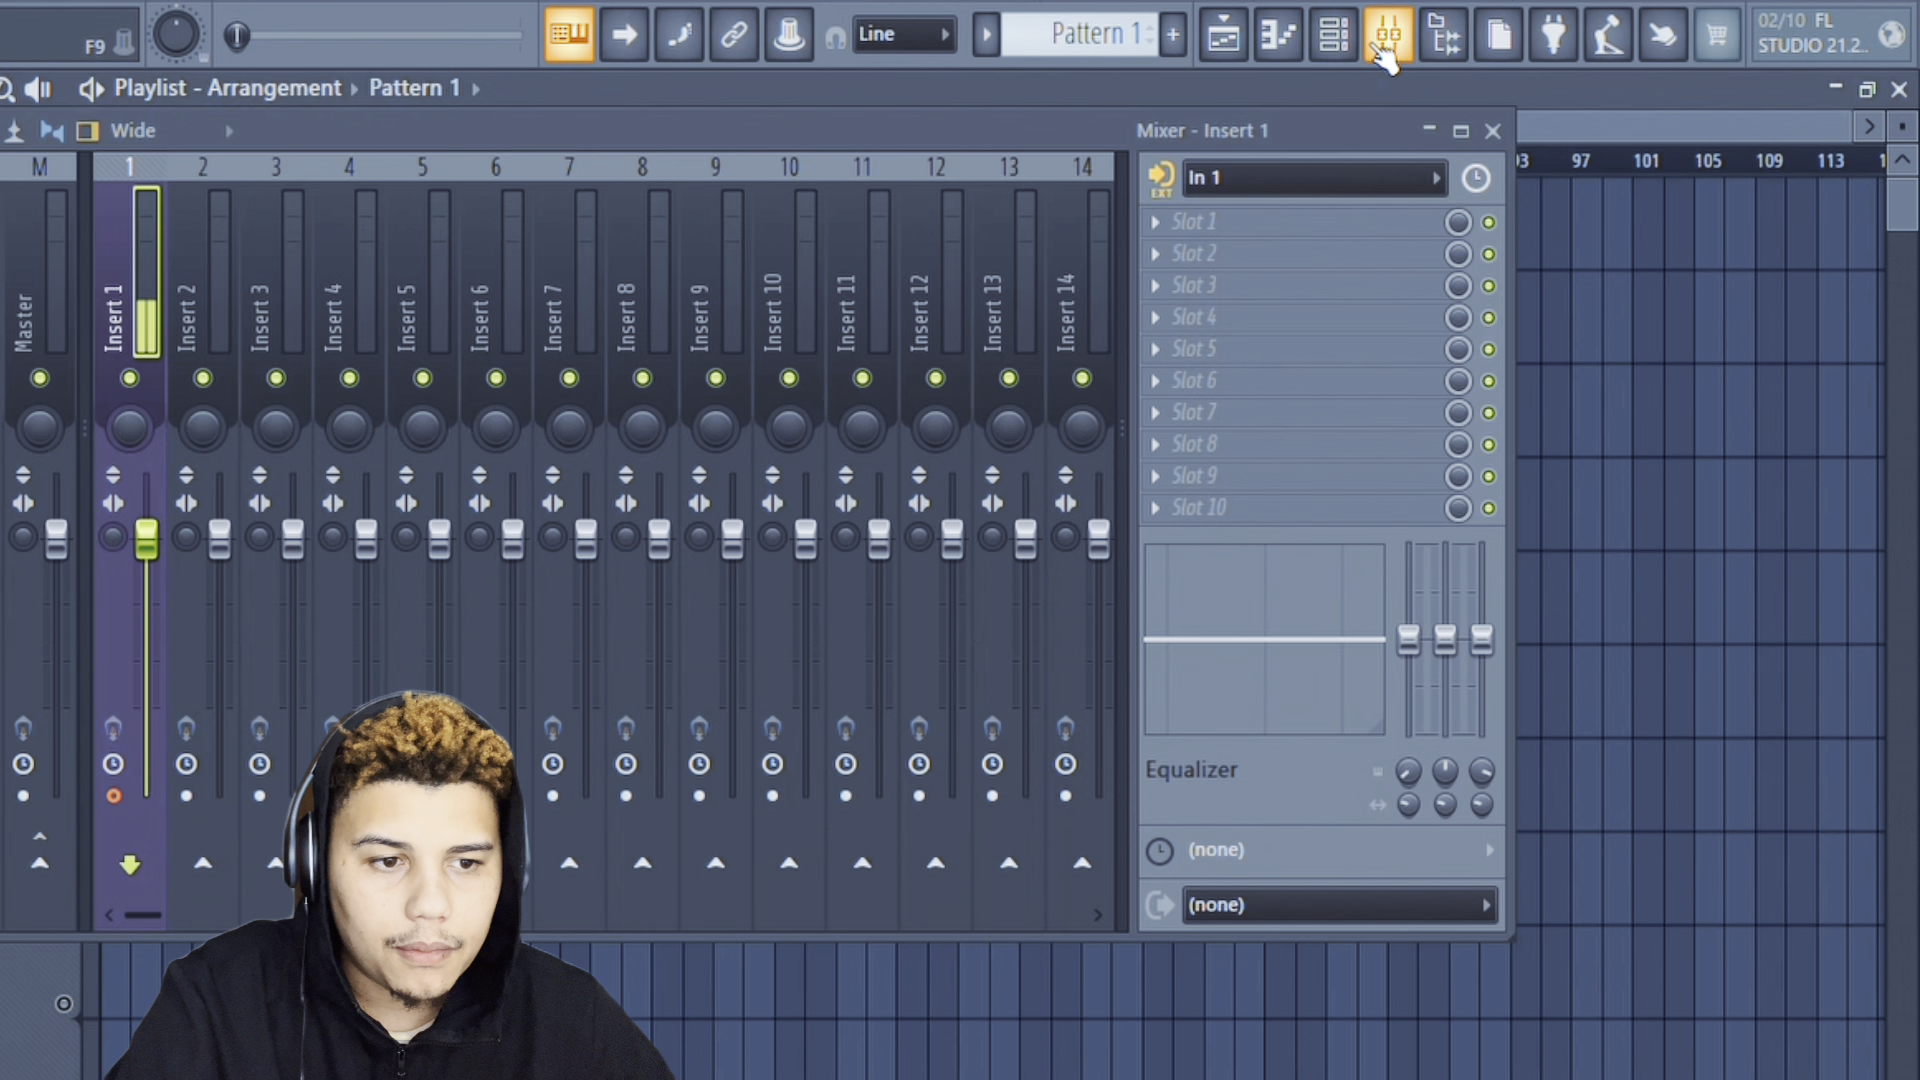 F9
Line
Pattern 1
+
02/10 FL
STUDIO 21.2..
Playlist - Arrangement Pattern 1
Wide
Mixer - Insert 1
M 1 2 3 4 5 6 7 8 9 10 11 12 13 14
93 97 101 105 109 113 1
EXT
In 1
Master
Insert 1
Insert 2
Insert 3
Insert 4
Insert 5
Insert 6
Insert 7
Insert 8
Insert 9
Insert 10
Insert 11
Insert 12
Insert 13
Insert 14
Slot 1
Slot 2
Slot 3
Slot 4
Slot 5
Slot 6
Slot 7
Slot 8
Slot 9
Slot 10
Equalizer
(none)
(none)